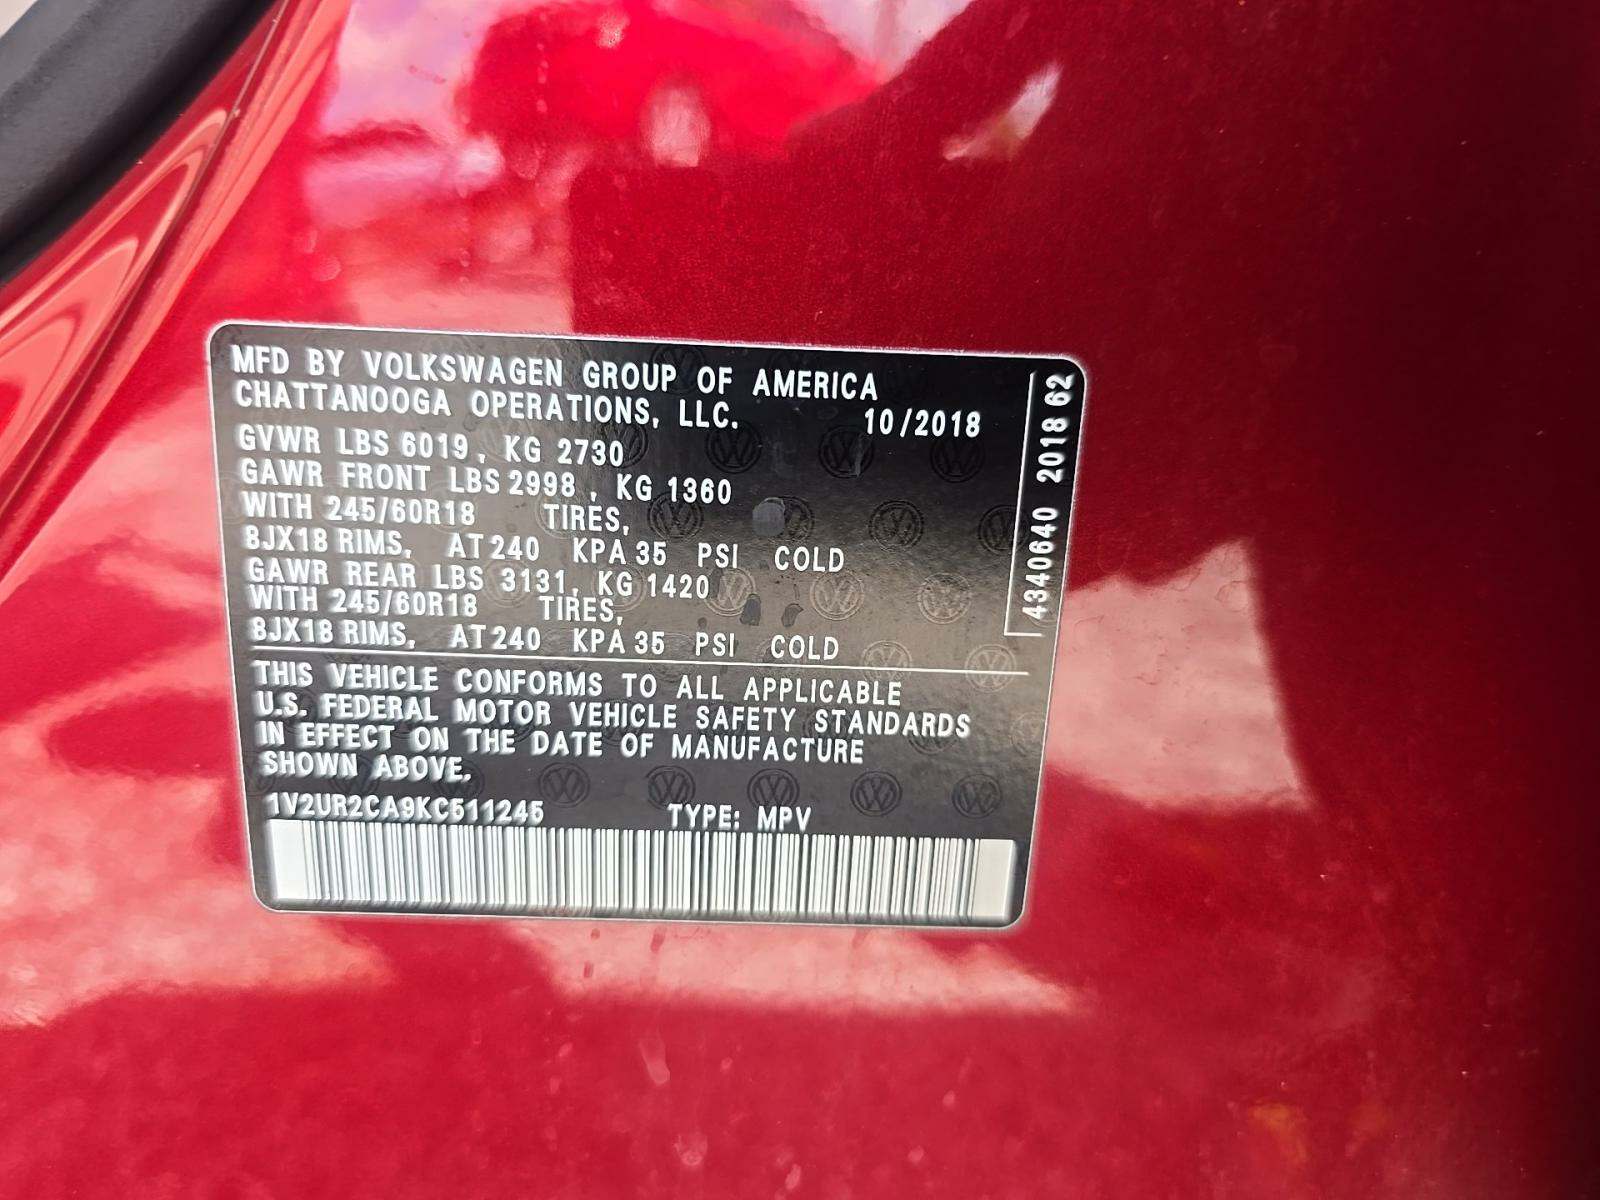 MFD BY VOLKSWAGEN GROUP OF AMERICA
CHATTANOOGA OPERATIONS, LLC. 10/2018
GVWR LBS 6019, KG 2730
GAWR FRONT LBS 2998, KG 1360
WITH 245/60R18 TIRES,
8JX18 RIMS, AT 240 KPA 35 PSI COLD
GAWR REAR LBS 3131, KG 1420
WITH 245/60R18 TIRES,
8JX18 RIMS, AT 240 KPA 35 PSI COLD
THIS VEHICLE CONFORMS TO ALL APPLICABLE
U.S. FEDERAL MOTOR VEHICLE SAFETY STANDARDS
IN EFFECT ON THE DATE OF MANUFACTURE
SHOWN ABOVE.
1V2UR2CA9KC511245 TYPE: MPV
4340640 2018 62